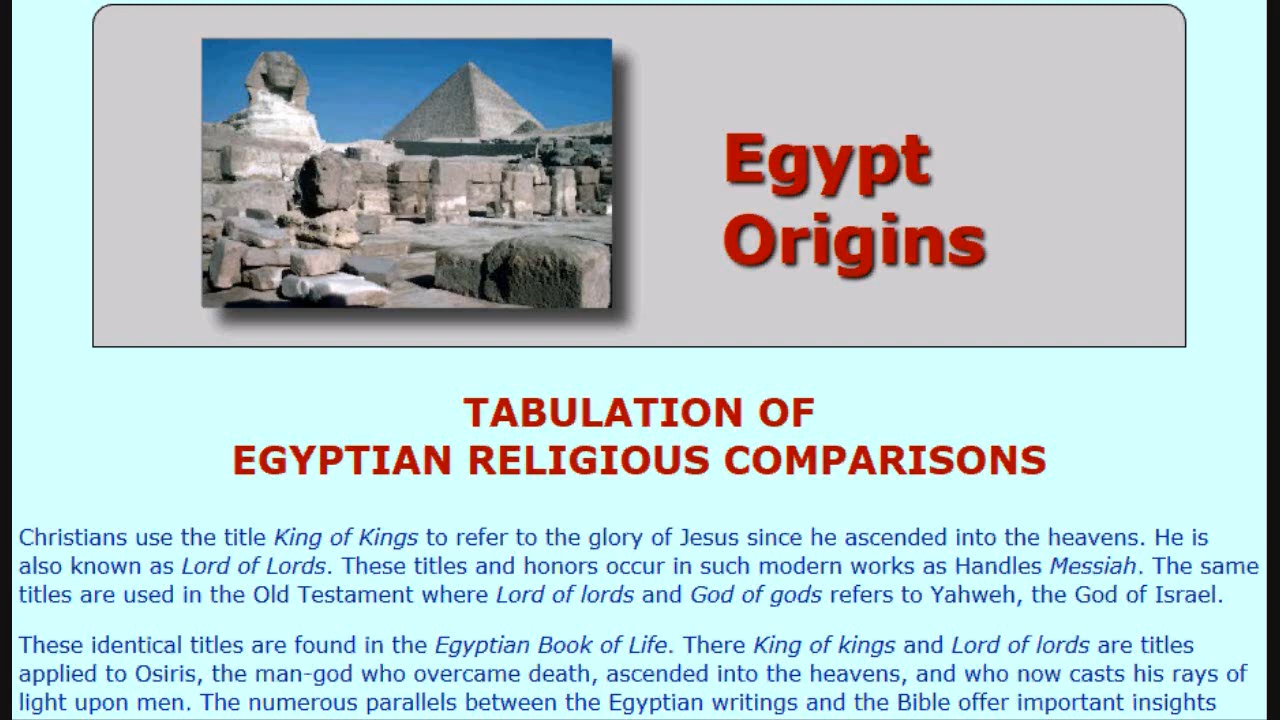 Egypt
Origins
TABULATION OF
EGYPTIAN RELIGIOUS COMPARISONS
Christians use the title King of Kings to refer to the glory of Jesus since he ascended into the heavens. He is
also known as Lord of Lords. These titles and honors occur in such modern works as Handles Messiah. The same
titles are used in the Old Testament where Lord of lords and God of gods refers to Yahweh, the God of Israel.
These identical titles are found in the Egyptian Book of Life. There King of kings and Lord of lords are titles
applied to Osiris, the man-god who overcame death, ascended into the heavens, and who now casts his rays of
light upon men. The numerous parallels between the Egyptian writings and the Bible offer important insights